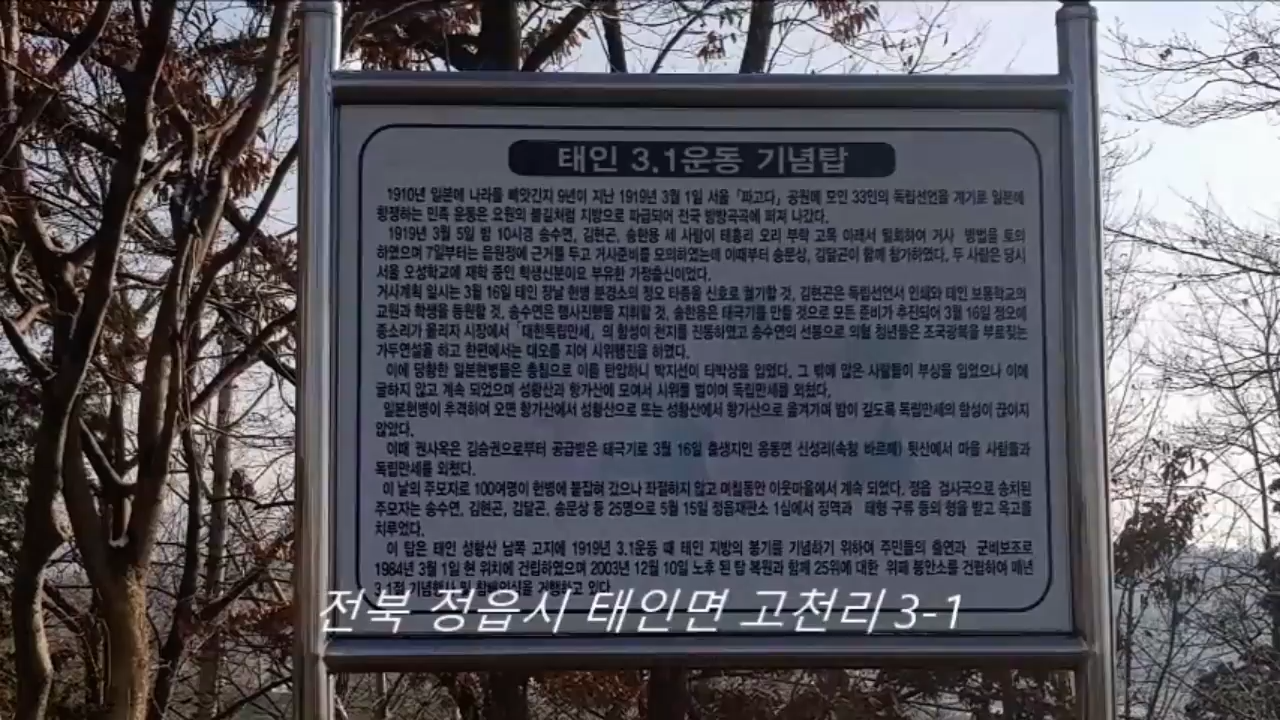 태인 3.1운동 기념탑
1910년 일본에 나라를 빼앗긴지 9년이 지난 1919년 3월 1일 서울 「파고다」 공원에 모인 33인의 독립선언을 계기로 일본에
항쟁하는 민족 운동은 요원의 불길처럼 지방으로 파급되어 전국 방방곡곡에 퍼져 나갔다.
1919년 3월 5일 밤 10시경 송수연, 김현곤, 송한용 세 사람이 태흥리 오리 부락 고목 아래서 밀회하여 거사 방법을 토의
하였으며 7일부터는 읍원정에 근거를 두고 거사준비를 모의하였는데 이때부터 송문상, 김달곤이 함께 참가하였다. 두 사람은 당시
서울 오성학교에 재학 중인 학생신분이요 부유한 가정출신이었다.
거사계획 일시는 3월 16일 태인 장날 헌병 분경소의 정오 타종을 신호로 궐기할 것, 김현곤은 독립선언서 인쇄와 태인 보통학교의
교원과 학생을 동원할 것, 송수연은 행사진행을 지휘할 것, 송한용은 태극기를 만들 것으로 모든 준비가 추진되어 3월 16일 정오에
종소리가 울리자 시장에서 「대한독립만세」의 함성이 천지를 진동하였고 송수연의 선봉으로 의혈 청년들은 조국광복을 부르짖는
가두연설을 하고 한편에서는 대오를 지어 시위행진을 하였다.
이에 당황한 일본헌병들은 총칼으로 이를 탄압하니 박지선이 타박상을 입었다. 그 밖에 많은 사람들이 부상을 입었으나 이에
굴하지 않고 계속 되었으며 성황산과 항가산에 모여서 시위를 벌이며 독립만세를 외쳤다.
일본헌병이 추격하여 오면 항가산에서 성황산으로 또는 성황산에서 항가산으로 옮겨가며 밤이 깊도록 독립만세의 함성이 끊이지
않았다.
이때 권사옥은 김승권으로부터 공급받은 태극기로 3월 16일 출생지인 옹동면 신성리(속칭 바르메) 뒷산에서 마을 사람들과
독립만세를 외쳤다.
이 날의 주모자로 100여명이 헌병에 붙잡혀 갔으나 좌절하지 않고 며칠동안 이웃마을에서 계속 되었다. 정읍 검사국으로 송치된
주모자는 송수연, 김현곤, 김달곤, 송문상 등 25명으로 5월 15일 정읍재판소 1심에서 징역과 태형 구류 등의 형을 받고 옥고를
치루었다.
이 탑은 태인 성황산 남쪽 고지에 1919년 3.1운동 때 태인 지방의 봉기를 기념하기 위하여 주민들의 출연과 군비보조로
1984년 3월 1일 현 위치에 건립하였으며 2003년 12월 10일 노후 된 탑 복원과 함께 25위에 대한 위패 봉안소를 건립하여 매년
3.1절 기념행사 및 참배의식을 거행하고 있다.
전북 정읍시 태인면 고천리 3-1